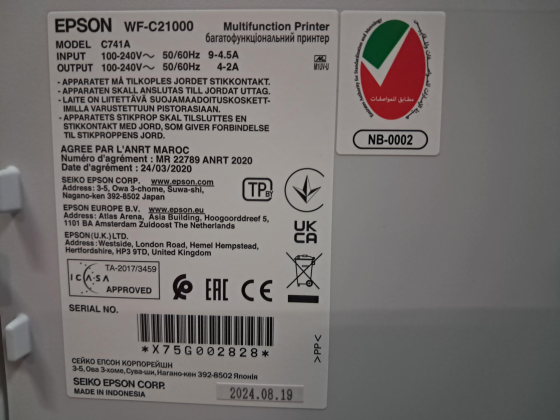 EPSON WF-C21000 Multifunction Printer
багатофункціональний принтер
MODEL C741A
INPUT 100-240V~ 50/60Hz 9-4.5A
OUTPUT 100-240V~ 50/60Hz 4-2A
- APPARATET MÅ TILKOPLES JORDET STIKKONTAKT.
- APPARATEN SKALL ANSLUTAS TILL JORDAT UTTAG.
- LAITE ON LIITETTÄVÄ SUOJAMAADOITUSKOSKETT-
IMILLA VARUSTETTUUN PISTORASIAAN.
- APPARATETS STIKPROP SKAL TILSLUTTES EN
STIKKONTAKT MED JORD, SOM GIVER FORBINDELSE
TIL STIKPROPPENS JORD.
AGREE PAR L'ANRT MAROC
Numéro d'agrément : MR 22789 ANRT 2020
Date d'agrément : 24/03/2020
SEIKO EPSON CORP. www.epson.com
Address: 3-5, Owa 3-chome, Suwa-shi,
Nagano-ken 392-8502 Japan
EPSON EUROPE B.V. www.epson.eu
Address: Atlas Arena, Asia Building, Hoogoorddreef 5,
1101 BA Amsterdam Zuidoost The Netherlands
EPSON (U.K.) LTD.
Address: Westside, London Road, Hemel Hempstead,
Hertfordshire, HP3 9TD, United Kingdom
TP BY
UK
CA
ICASA
TA-2017/3459
APPROVED
EAC CE
SERIAL NO.
*X75G002828*
>PP<
СЕЙКО ЕПСОН КОРПОРЕЙШН
3-5,Ова 3-чоме, Сува-ши, Нагано-кен 392-8502 Японія
SEIKO EPSON CORP.
MADE IN INDONESIA
2024.08.19
مطابق للمواصفات
NB-0002